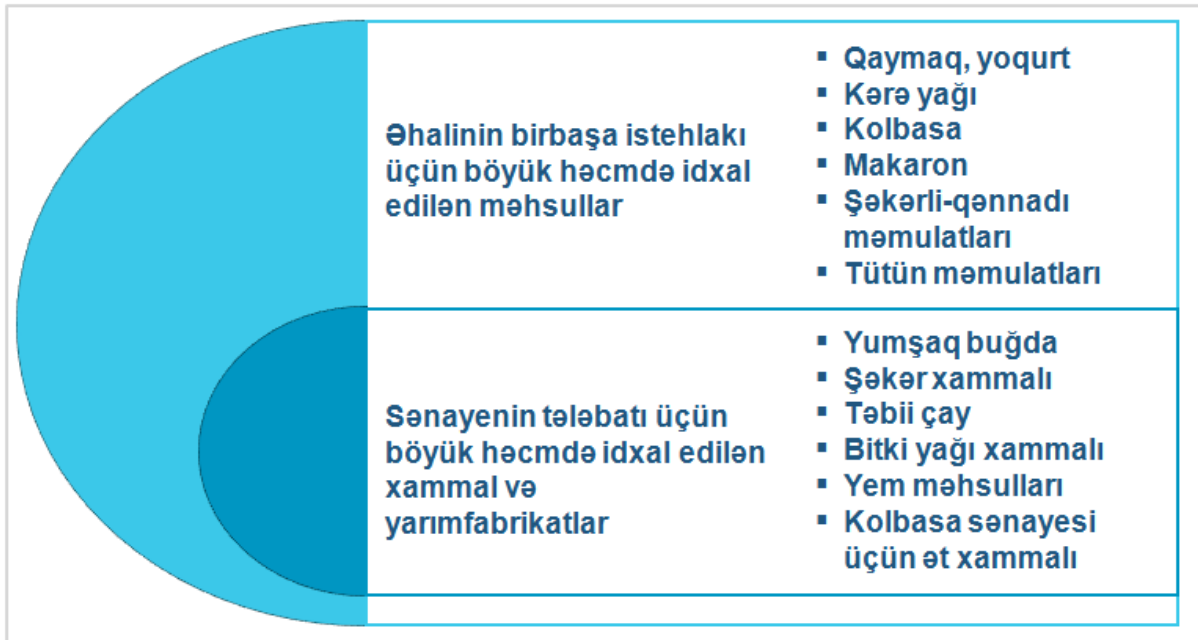 Əhalinin birbaşa istehlakı
üçün böyük həcmdə idxal
edilən məhsullar
▪ Qaymaq, yoqurt
▪ Kərə yağı
▪ Kolbasa
▪ Makaron
▪ Şəkərli-qənnadı
məmulatları
▪ Tütün məmulatları
Sənayenin tələbatı üçün
böyük həcmdə idxal edilən
xammal və
yarımfabrikatlar
▪ Yumşaq buğda
▪ Şəkər xammalı
▪ Təbii çay
▪ Bitki yağı xammalı
▪ Yem məhsulları
▪ Kolbasa sənayesi
üçün ət xammalı